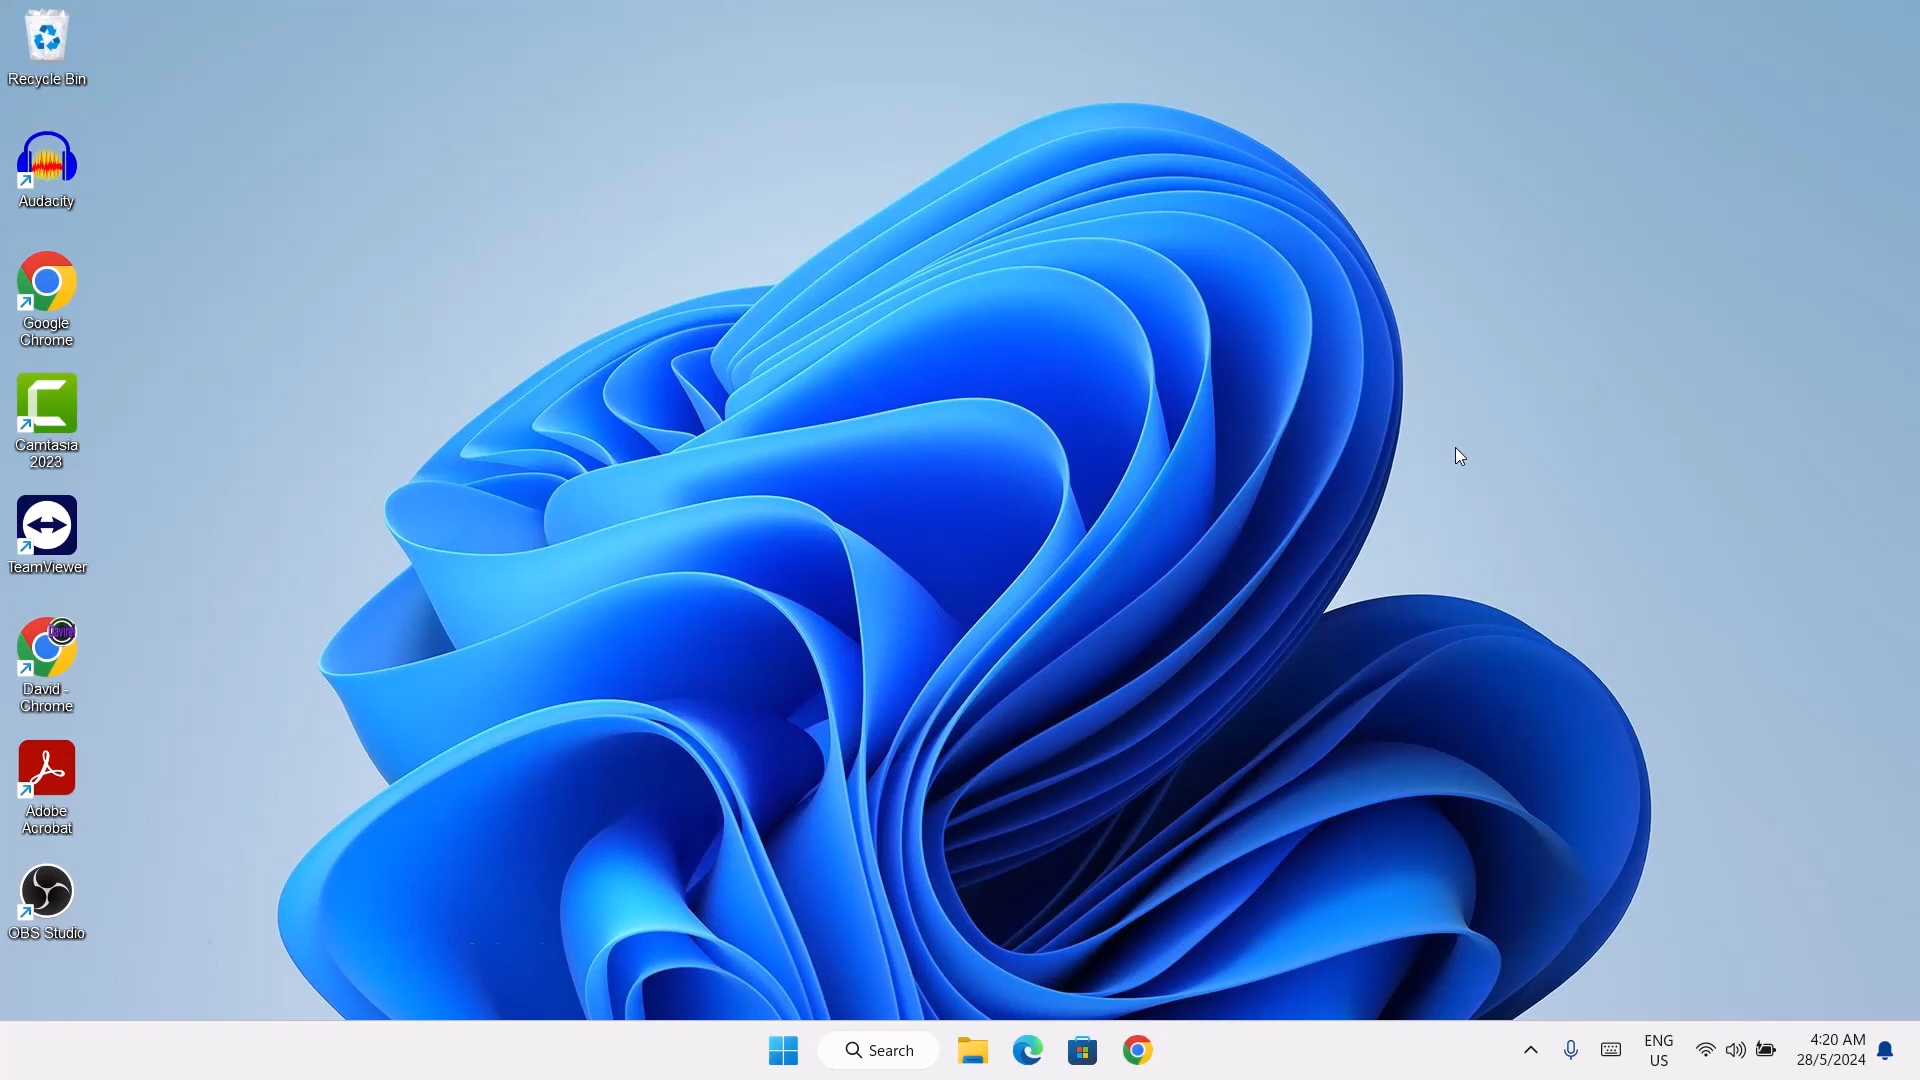 Recycle Bin
Audacity
Google
Chrome
Camtasia
2023
TeamViewer
David -
Chrome
Adobe
Acrobat
OBS Studio
Search
ENG
US
4:20 AM
28/5/2024